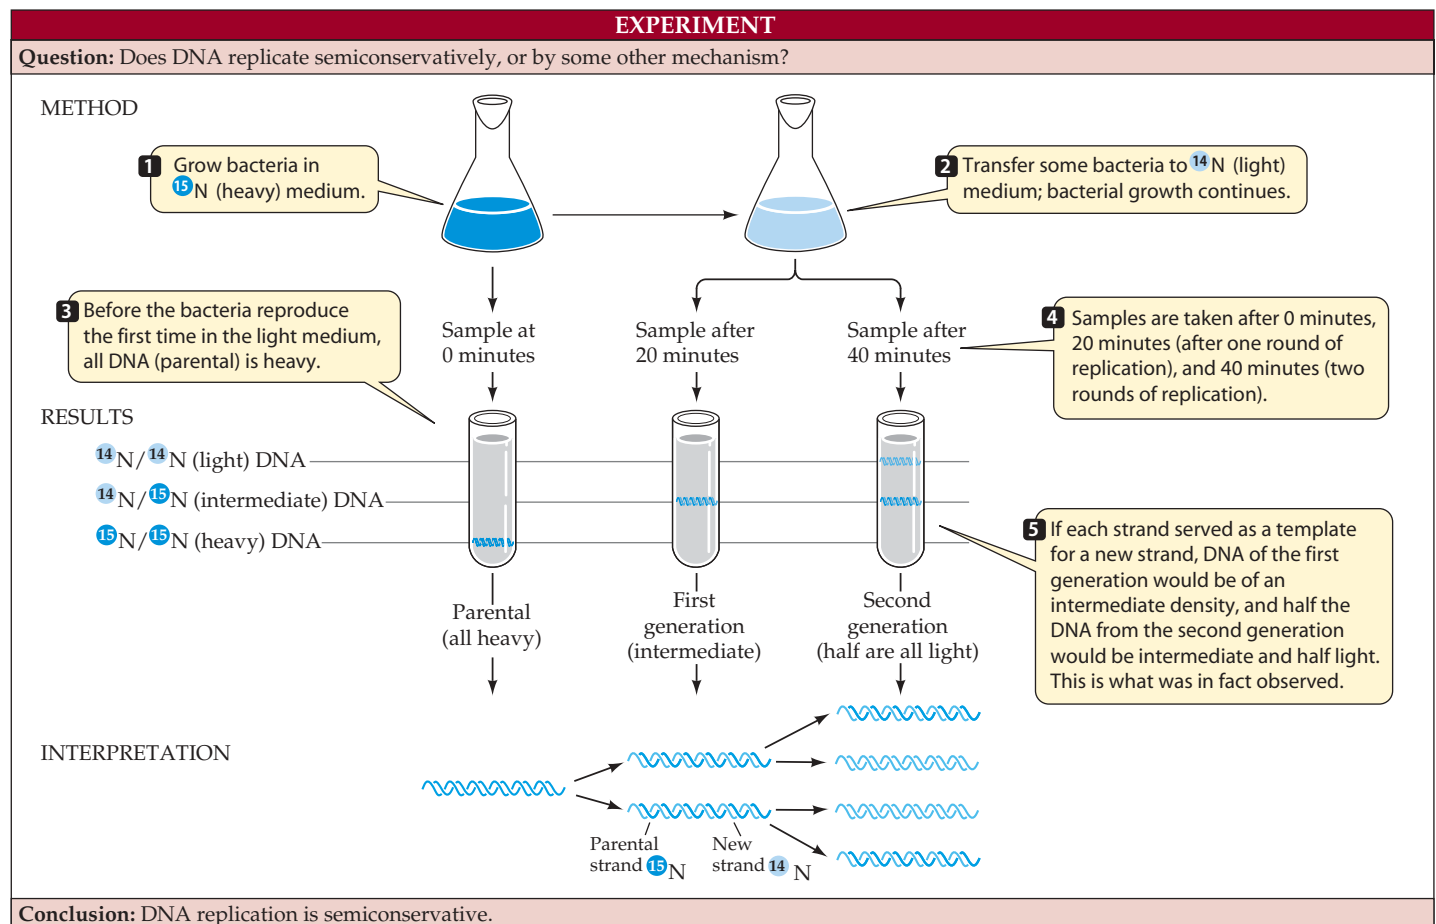 EXPERIMENT
Question: Does DNA replicate semiconservatively, or by some other mechanism?
METHOD
1 Grow bacteria in
15N (heavy) medium.
2 Transfer some bacteria to 14N (light)
medium; bacterial growth continues.
3 Before the bacteria reproduce
the first time in the light medium,
all DNA (parental) is heavy.
Sample at
0 minutes
Sample after
20 minutes
Sample after
40 minutes
4 Samples are taken after 0 minutes,
20 minutes (after one round of
replication), and 40 minutes (two
rounds of replication).
RESULTS
14N/14N (light) DNA
14N/15N (intermediate) DNA
15N/15N (heavy) DNA
5 If each strand served as a template
for a new strand, DNA of the first
generation would be of an
intermediate density, and half the
DNA from the second generation
would be intermediate and half light.
This is what was in fact observed.
Parental
(all heavy)
First
generation
(intermediate)
Second
generation
(half are all light)
INTERPRETATION
Parental
strand 15N
New
strand 14N
Conclusion: DNA replication is semiconservative.